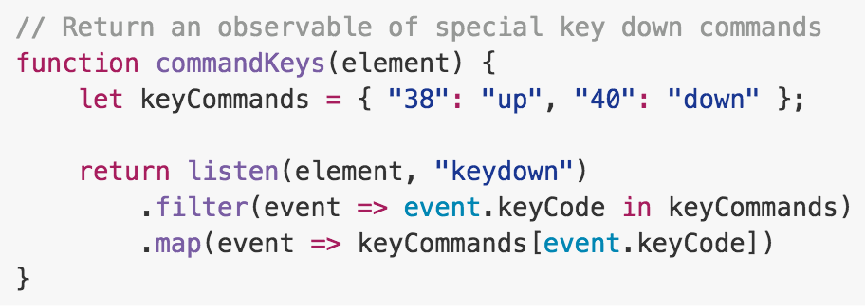 // Return an observable of special key down commands
function commandKeys(element) {
    let keyCommands = { "38": "up", "40": "down" };

    return listen(element, "keydown")
        .filter(event => event.keyCode in keyCommands)
        .map(event => keyCommands[event.keyCode])
}